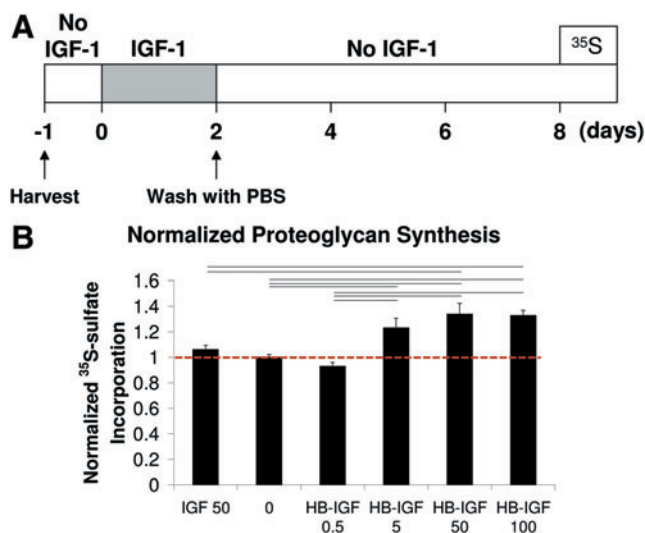 A
No IGF-1 IGF-1 No IGF-1 ³⁵S
-1 0 2 4 6 8 (days)
Harvest Wash with PBS
B
Normalized Proteoglycan Synthesis
Normalized ³⁵S-sulfate
Incorporation
1.6
1.4
1.2
1
0.8
0.6
0.4
0.2
0
IGF 50 0 HB-IGF HB-IGF HB-IGF HB-IGF
0.5 5 50 100